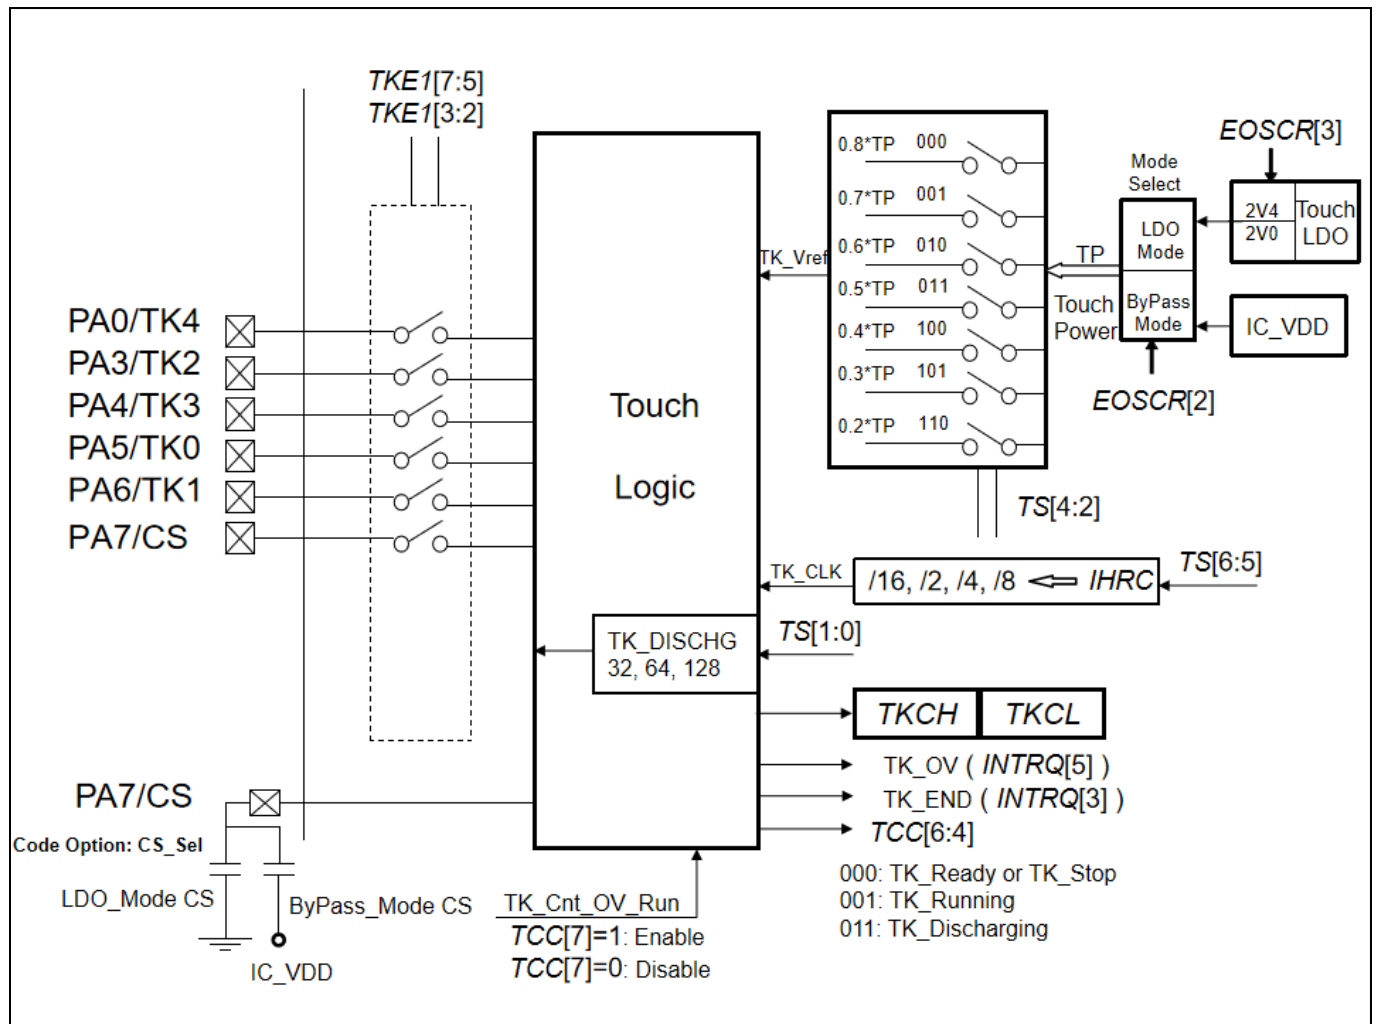 TKE1[7:5]
TKE1[3:2]
PA0/TK4
PA3/TK2
PA4/TK3
PA5/TK0
PA6/TK1
PA7/CS
Touch
Logic
TK_DISCHG
32, 64, 128
TK_Vref
0.8*TP 000
0.7*TP 001
0.6*TP 010
0.5*TP 011
0.4*TP 100
0.3*TP 101
0.2*TP 110
TS[4:2]
TP
Touch
Power
Mode
Select
LDO
Mode
ByPass
Mode
EOSCR[2]
EOSCR[3]
2V4
2V0
Touch
LDO
IC_VDD
TK_CLK
/16, /2, /4, /8 IHRC
TS[6:5]
TS[1:0]
TKCH TKCL
TK_OV ( INTRQ[5] )
TK_END ( INTRQ[3] )
TCC[6:4]
000: TK_Ready or TK_Stop
001: TK_Running
011: TK_Discharging
PA7/CS
Code Option: CS_Sel
LDO_Mode CS
ByPass_Mode CS
IC_VDD
TK_Cnt_OV_Run
TCC[7]=1: Enable
TCC[7]=0: Disable